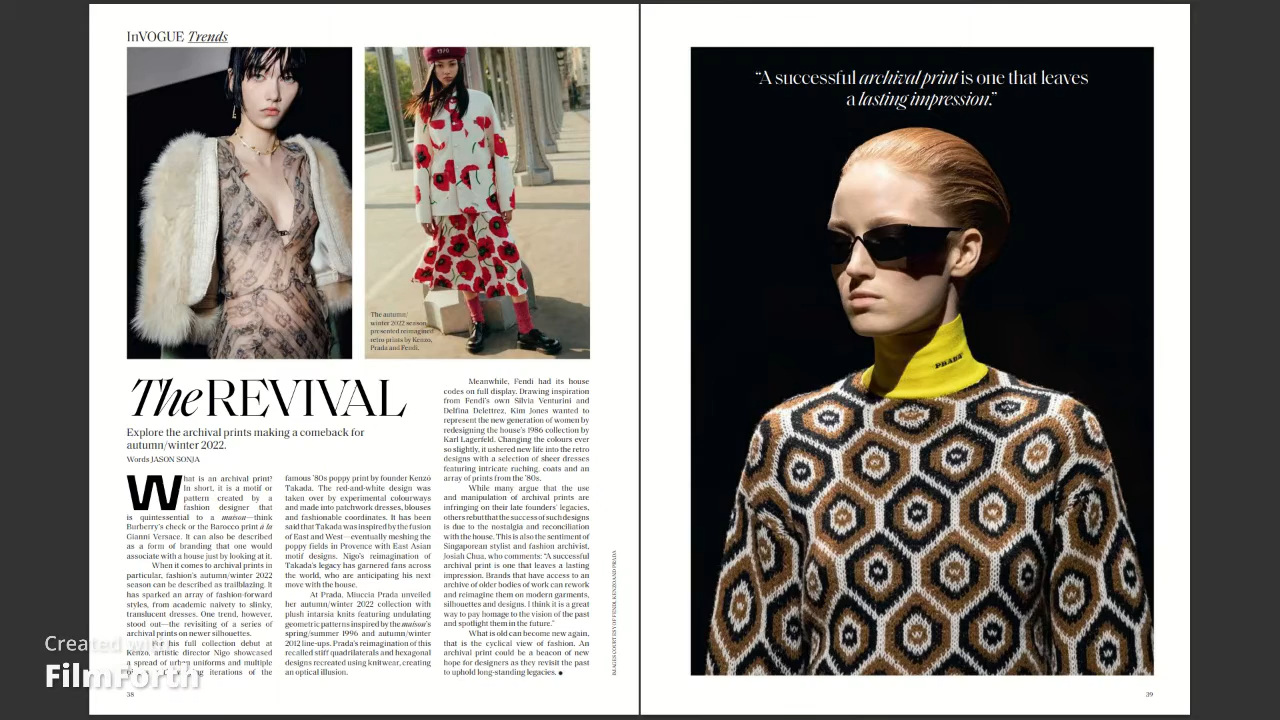 InVOGUE Trends
1970
The autumn/
winter 2022 season
presented reimagined
retro prints by Kenzo,
Prada and Fendi.
The REVIVAL
Explore the archival prints making a comeback for
autumn/winter 2022.
Words JASON SONJA
What is an archival print?
In short, it is a motif or
pattern created by a
fashion designer that
is quintessential to a maison—think
Burberry's check or the Barocco print à la
Gianni Versace. It can also be described
as a form of branding that one would
associate with a house just by looking at it.
When it comes to archival prints in
particular, fashion's autumn/winter 2022
season can be described as trailblazing. It
has sparked an array of fashion-forward
styles, from academic naivety to slinky,
translucent dresses. One trend, however,
stood out—the revisiting of a series of
archival prints on newer silhouettes.
his full collection debut at
Kenzo, artistic director Nigo showcased
a spread of urban uniforms and multiple
iterations of the
famous '80s poppy print by founder Kenzō
Takada. The red-and-white design was
taken over by experimental colourways
and made into patchwork dresses, blouses
and fashionable coordinates. It has been
said that Takada was inspired by the fusion
of East and West—eventually meshing the
poppy fields in Provence with East Asian
motif designs. Nigo's reimagination of
Takada's legacy has garnered fans across
the world, who are anticipating his next
move with the house.
At Prada, Miuccia Prada unveiled
her autumn/winter 2022 collection with
plush intarsia knits featuring undulating
geometric patterns inspired by the maison's
spring/summer 1996 and autumn/winter
2012 line-ups. Prada's reimagination of this
recalled stiff quadrilaterals and hexagonal
designs recreated using knitwear, creating
an optical illusion.
Meanwhile, Fendi had its house
codes on full display. Drawing inspiration
from Fendi's own Silvia Venturini and
Delfina Delettrez, Kim Jones wanted to
represent the new generation of women by
redesigning the house's 1986 collection by
Karl Lagerfeld. Changing the colours ever
so slightly, it ushered new life into the retro
designs with a selection of sheer dresses
featuring intricate ruching, coats and an
array of prints from the '80s.
While many argue that the use
and manipulation of archival prints are
infringing on their late founders' legacies,
others rebut that the success of such designs
is due to the nostalgia and reconciliation
with the house. This is also the sentiment of
Singaporean stylist and fashion archivist,
Josiah Chua, who comments: “A successful
archival print is one that leaves a lasting
impression. Brands that have access to an
archive of older bodies of work can rework
and reimagine them on modern garments,
silhouettes and designs. I think it is a great
way to pay homage to the vision of the past
and spotlight them in the future.”
What is old can become new again,
that is the cyclical view of fashion. An
archival print could be a beacon of new
hope for designers as they revisit the past
to uphold long-standing legacies.
IMAGES COURTESY OF FENDI, KENZO AND PRADA
38
“A successful archival print is one that leaves
a lasting impression.”
PRADA
39
Created with
FilmForth